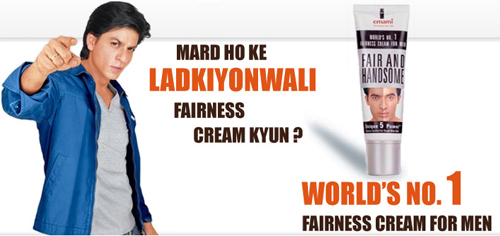 MARD HO KE
LADKIYONWALI
FAIRNESS
CREAM KYUN ?
emami
WORLD'S NO. 1
FAIRNESS CREAM FOR MEN
FAIR AND
HANDSOME
WORLD'S NO. 1
FAIRNESS CREAM FOR MEN